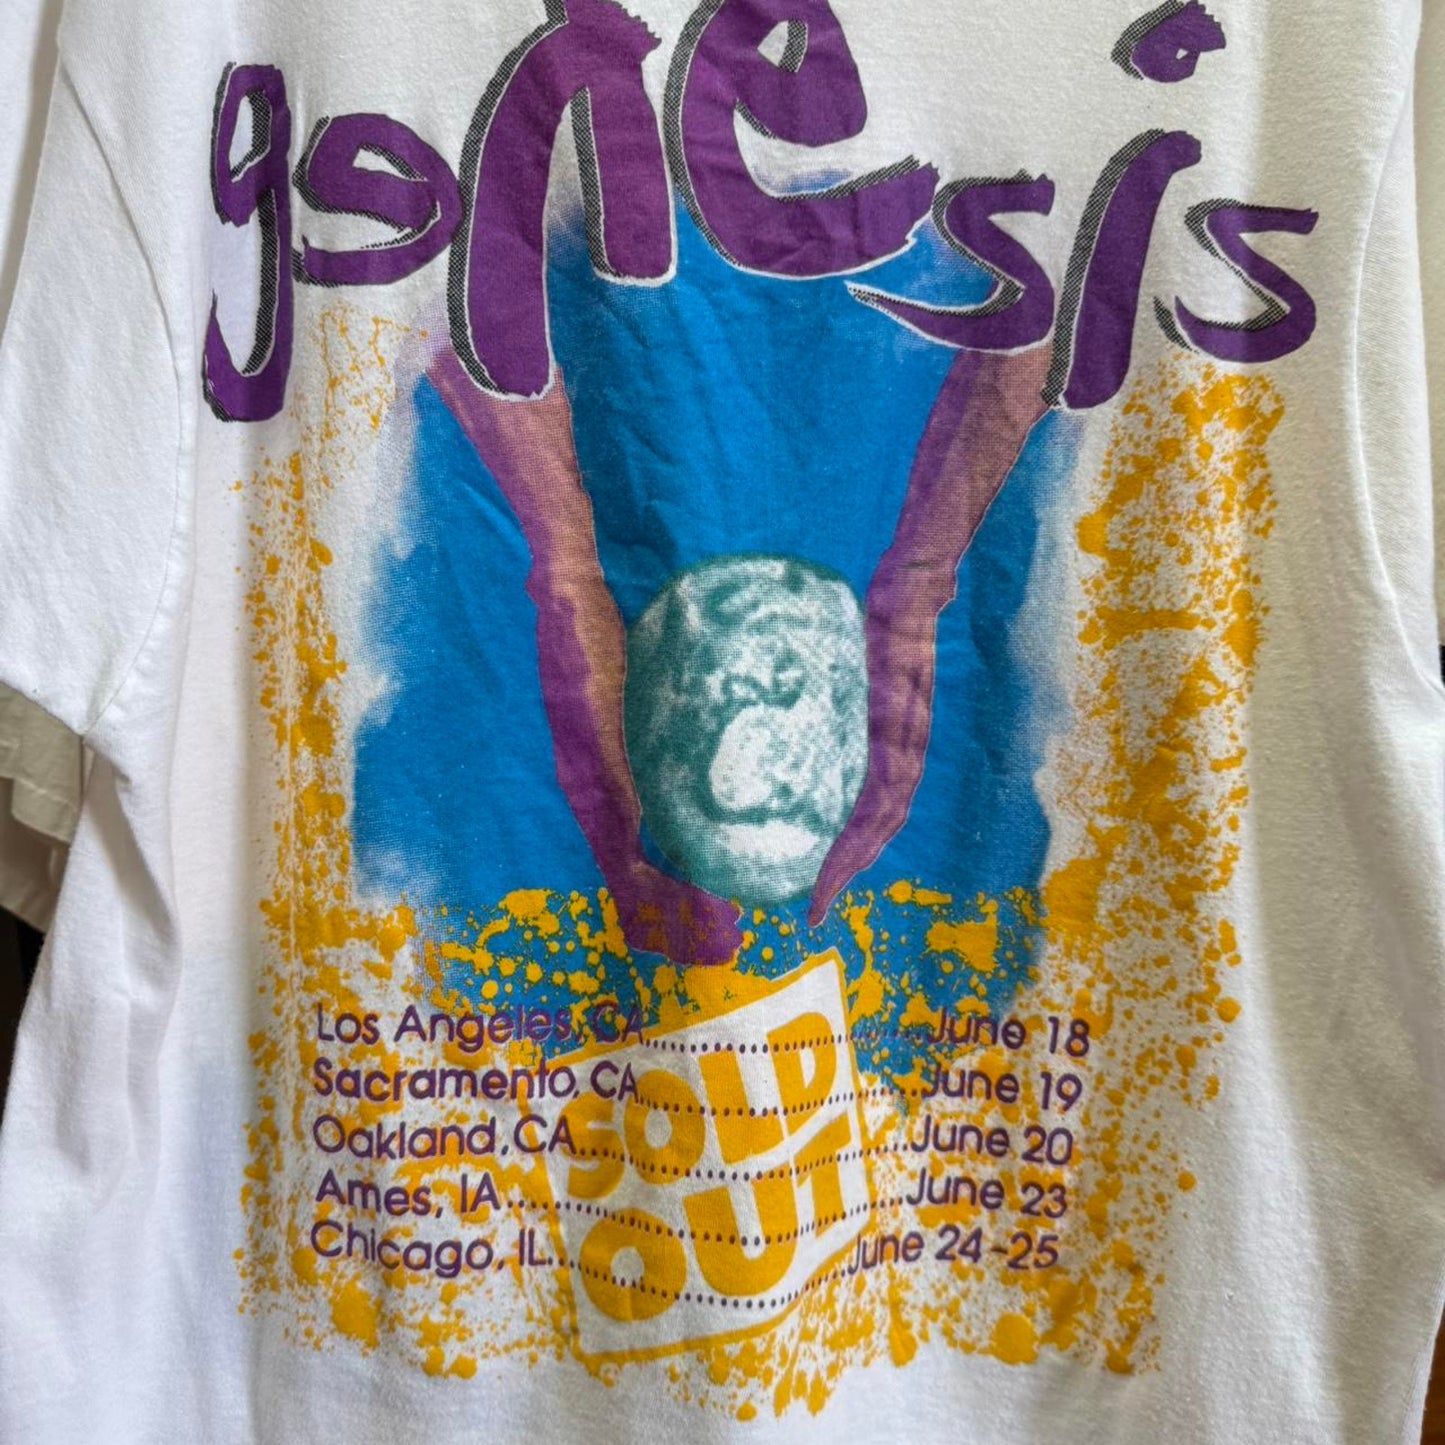 genesis
Los Angeles, CA..............................June 18
Sacramento, CA..............................June 19
Oakland, CA..............................June 20
Ames, IA..............................June 23
Chicago, IL..............................June 24-25
SOLD
OUT